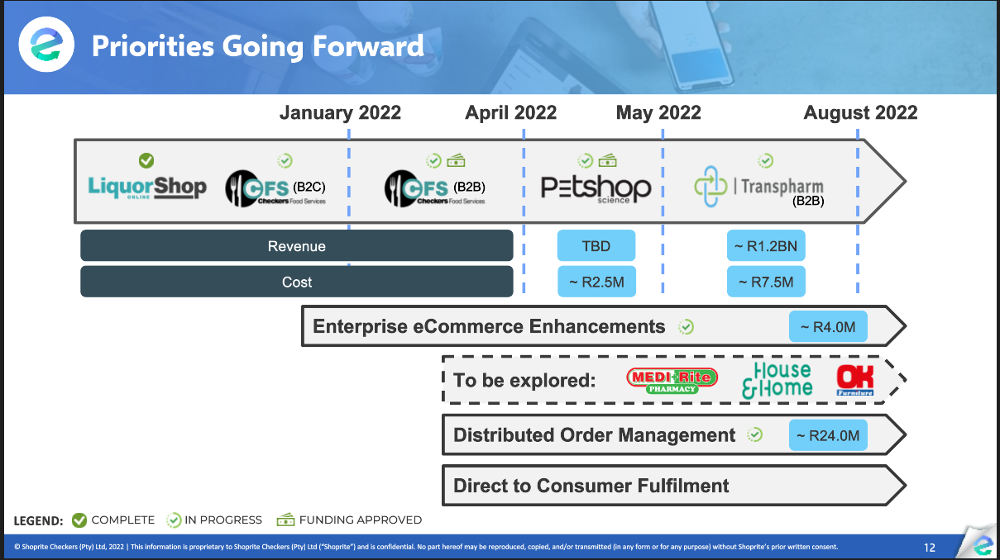 Priorities Going Forward
January 2022
April 2022
May 2022
August 2022
LiquorShop
ONLINE
CFS (B2C)
Checkers Food Services
CFS (B2B)
Checkers Food Services
Petshop
science
Transpharm
(B2B)
Revenue
TBD
~ R1.2BN
Cost
~ R2.5M
~ R7.5M
Enterprise eCommerce Enhancements
~ R4.0M
To be explored:
MEDI-Rite
PHARMACY
House
&Home
OK
Furniture
Distributed Order Management
~ R24.0M
Direct to Consumer Fulfilment
LEGEND: COMPLETE IN PROGRESS FUNDING APPROVED
© Shoprite Checkers (Pty) Ltd, 2022 | This information is proprietary to Shoprite Checkers (Pty) Ltd (“Shoprite”) and is confidential. No part hereof may be reproduced, copied, and/or transmitted (in any form or for any purpose) without Shoprite’s prior written consent.
12